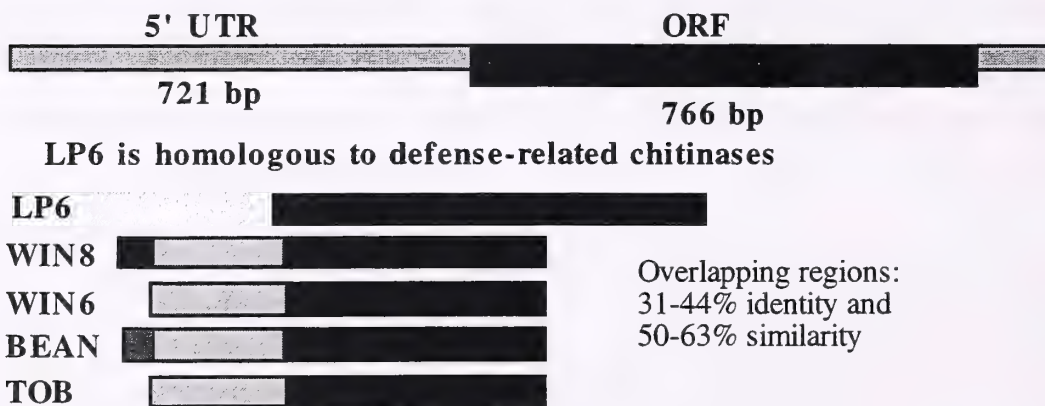 5' UTR
ORF
721 bp
766 bp
LP6 is homologous to defense-related chitinases
LP6
WIN8
WIN6
BEAN
TOB
Overlapping regions:
31-44% identity and
50-63% similarity